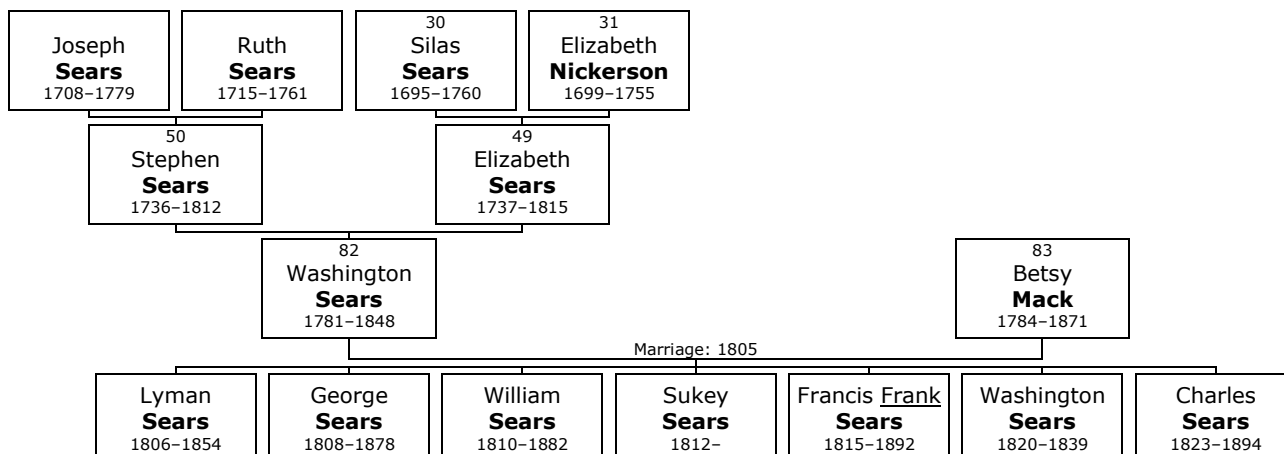 Joseph
Sears
1708–1779
Ruth
Sears
1715–1761
30
Silas
Sears
1695–1760
31
Elizabeth
Nickerson
1699–1755
50
Stephen
Sears
1736–1812
49
Elizabeth
Sears
1737–1815
82
Washington
Sears
1781–1848
83
Betsy
Mack
1784–1871
Marriage: 1805
Lyman
Sears
1806–1854
George
Sears
1808–1878
William
Sears
1810–1882
Sukey
Sears
1812–
Francis Frank
Sears
1815–1892
Washington
Sears
1820–1839
Charles
Sears
1823–1894